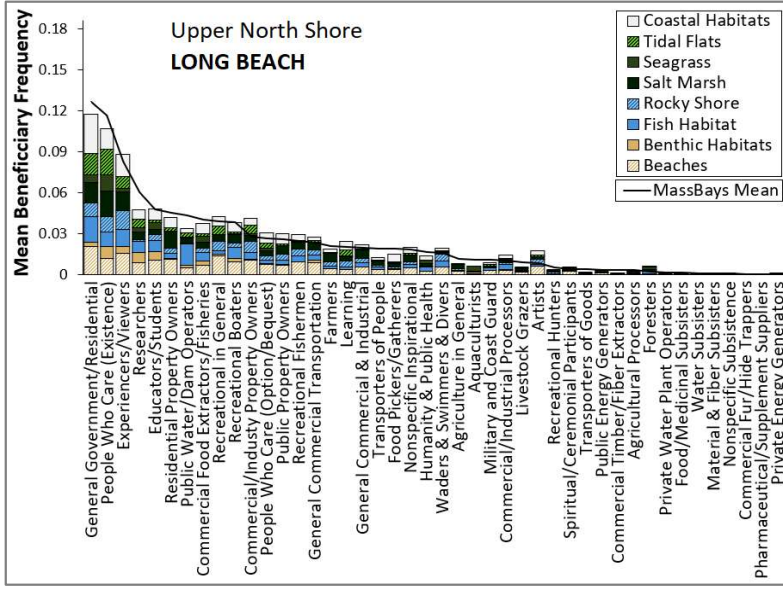 Upper North Shore
LONG BEACH
Mean Beneficciary Frequency
0.18
0.15
0.12
0.09
0.06
0.03
0
Coastal Habitats
Tidal Flats
Seagrass
Salt Marsh
Rocky Shore
Fish Habitat
Benthic Habitats
Beaches
MassBays Mean
General Government/Residential
People Who Care (Existence)
Experiencers/Viewers
Researchers
Educators/Students
Residential Property Owners
Public Water/Dam Operators
Commercial Food Extractors/Fisheries
Recreational in General
Recreational Boaters
Commercial/Industy Property Owners
People Who Care (Option/Bequest)
Public Property Owners
Recreational Fishermen
General Commercial Transportation
Farmers
Learning
General Commercial & Industrial
Transporters of People
Food Pickers/Gatherers
Nonspecific Inspirational
Humanity & Public Health
Waders & Swimmers & Divers
Agriculture in General
Aquaculturists
Military and Coast Guard
Commercial/Industrial Processors
Livestock Grazers
Artists
Recreational Hunters
Spiritual/Ceremonial Participants
Transporters of Goods
Public Energy Generators
Commercial Timber/Fiber Extractors
Agricultural Processors
Foresters
Private Water Plant Operators
Food/Medicinal Subsisters
Water Subsisters
Material & Fiber Subsisters
Nonspecific Subsistence
Commercial Fur/Hide Trappers
Pharmaceutical/Supplement Suppliers
Private Energy Generators